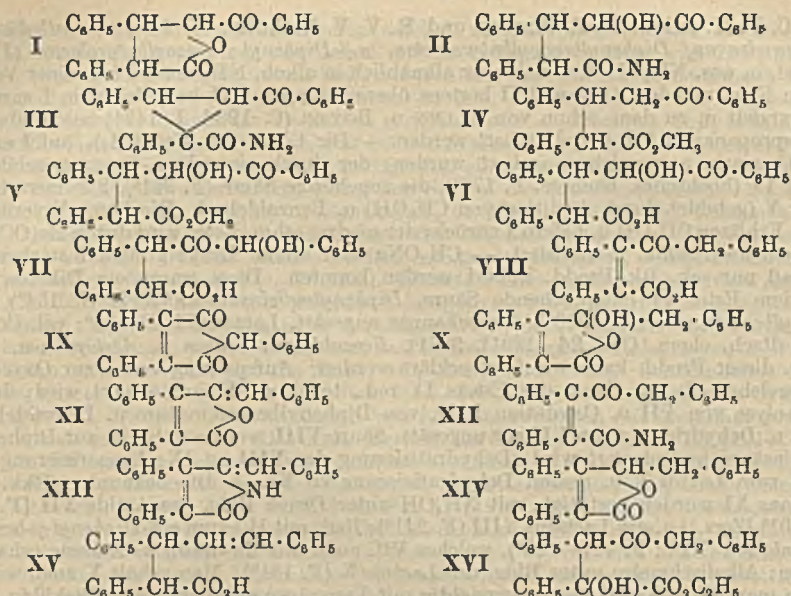 C₆H₅·CH—CH·CO·C₆H₅
I >O
C₆H₅·CH—CO
C₆H₅·CH·CH(OH)·CO·C₆H₅
II
C₆H₅·CH·CO·NH₂
C₆H₅·CH——CH·CO·C₆H₅
III
C₆H₅·C·CO·NH₂
C₆H₅·CH·CH₂·CO·C₆H₅
IV
C₆H₅·CH·CO₂CH₃
C₆H₅·CH·CH(OH)·CO·C₆H₅
V
C₆H₅·CH·CO₂CH₃
C₆H₅·CH·CH(OH)·CO·C₆H₅
VI
C₆H₅·CH·CO₂H
C₆H₅·CH·CO·CH(OH)·C₆H₅
VII
C₆H₅·CH·CO₂H
C₆H₅·C·CO·CH₂·C₆H₅
VIII
C₆H₅·C·CO₂H
C₆H₅·C—CO
IX >CH·C₆H₅
C₆H₅·C—CO
C₆H₅·C—C(OH)·CH₂·C₆H₅
X >O
C₆H₅·C—CO
C₆H₅·C—C:CH·C₆H₅
XI >O
C₆H₅·C—CO
C₆H₅·C·CO·CH₂·C₆H₅
XII
C₆H₅·C·CO·NH₂
C₆H₅·C—C:CH·C₆H₅
XIII >NH
C₆H₅·C—CO
C₆H₅·C—CH·CH₂·C₆H₅
XIV >O
C₆H₅·C—CO
C₆H₅·CH·CH:CH·C₆H₅
XV
C₆H₅·CH·CO₂H
C₆H₅·CH·CO·CH₂·C₆H₅
XVI
C₆H₅·C(OH)·CO₂C₂H₅